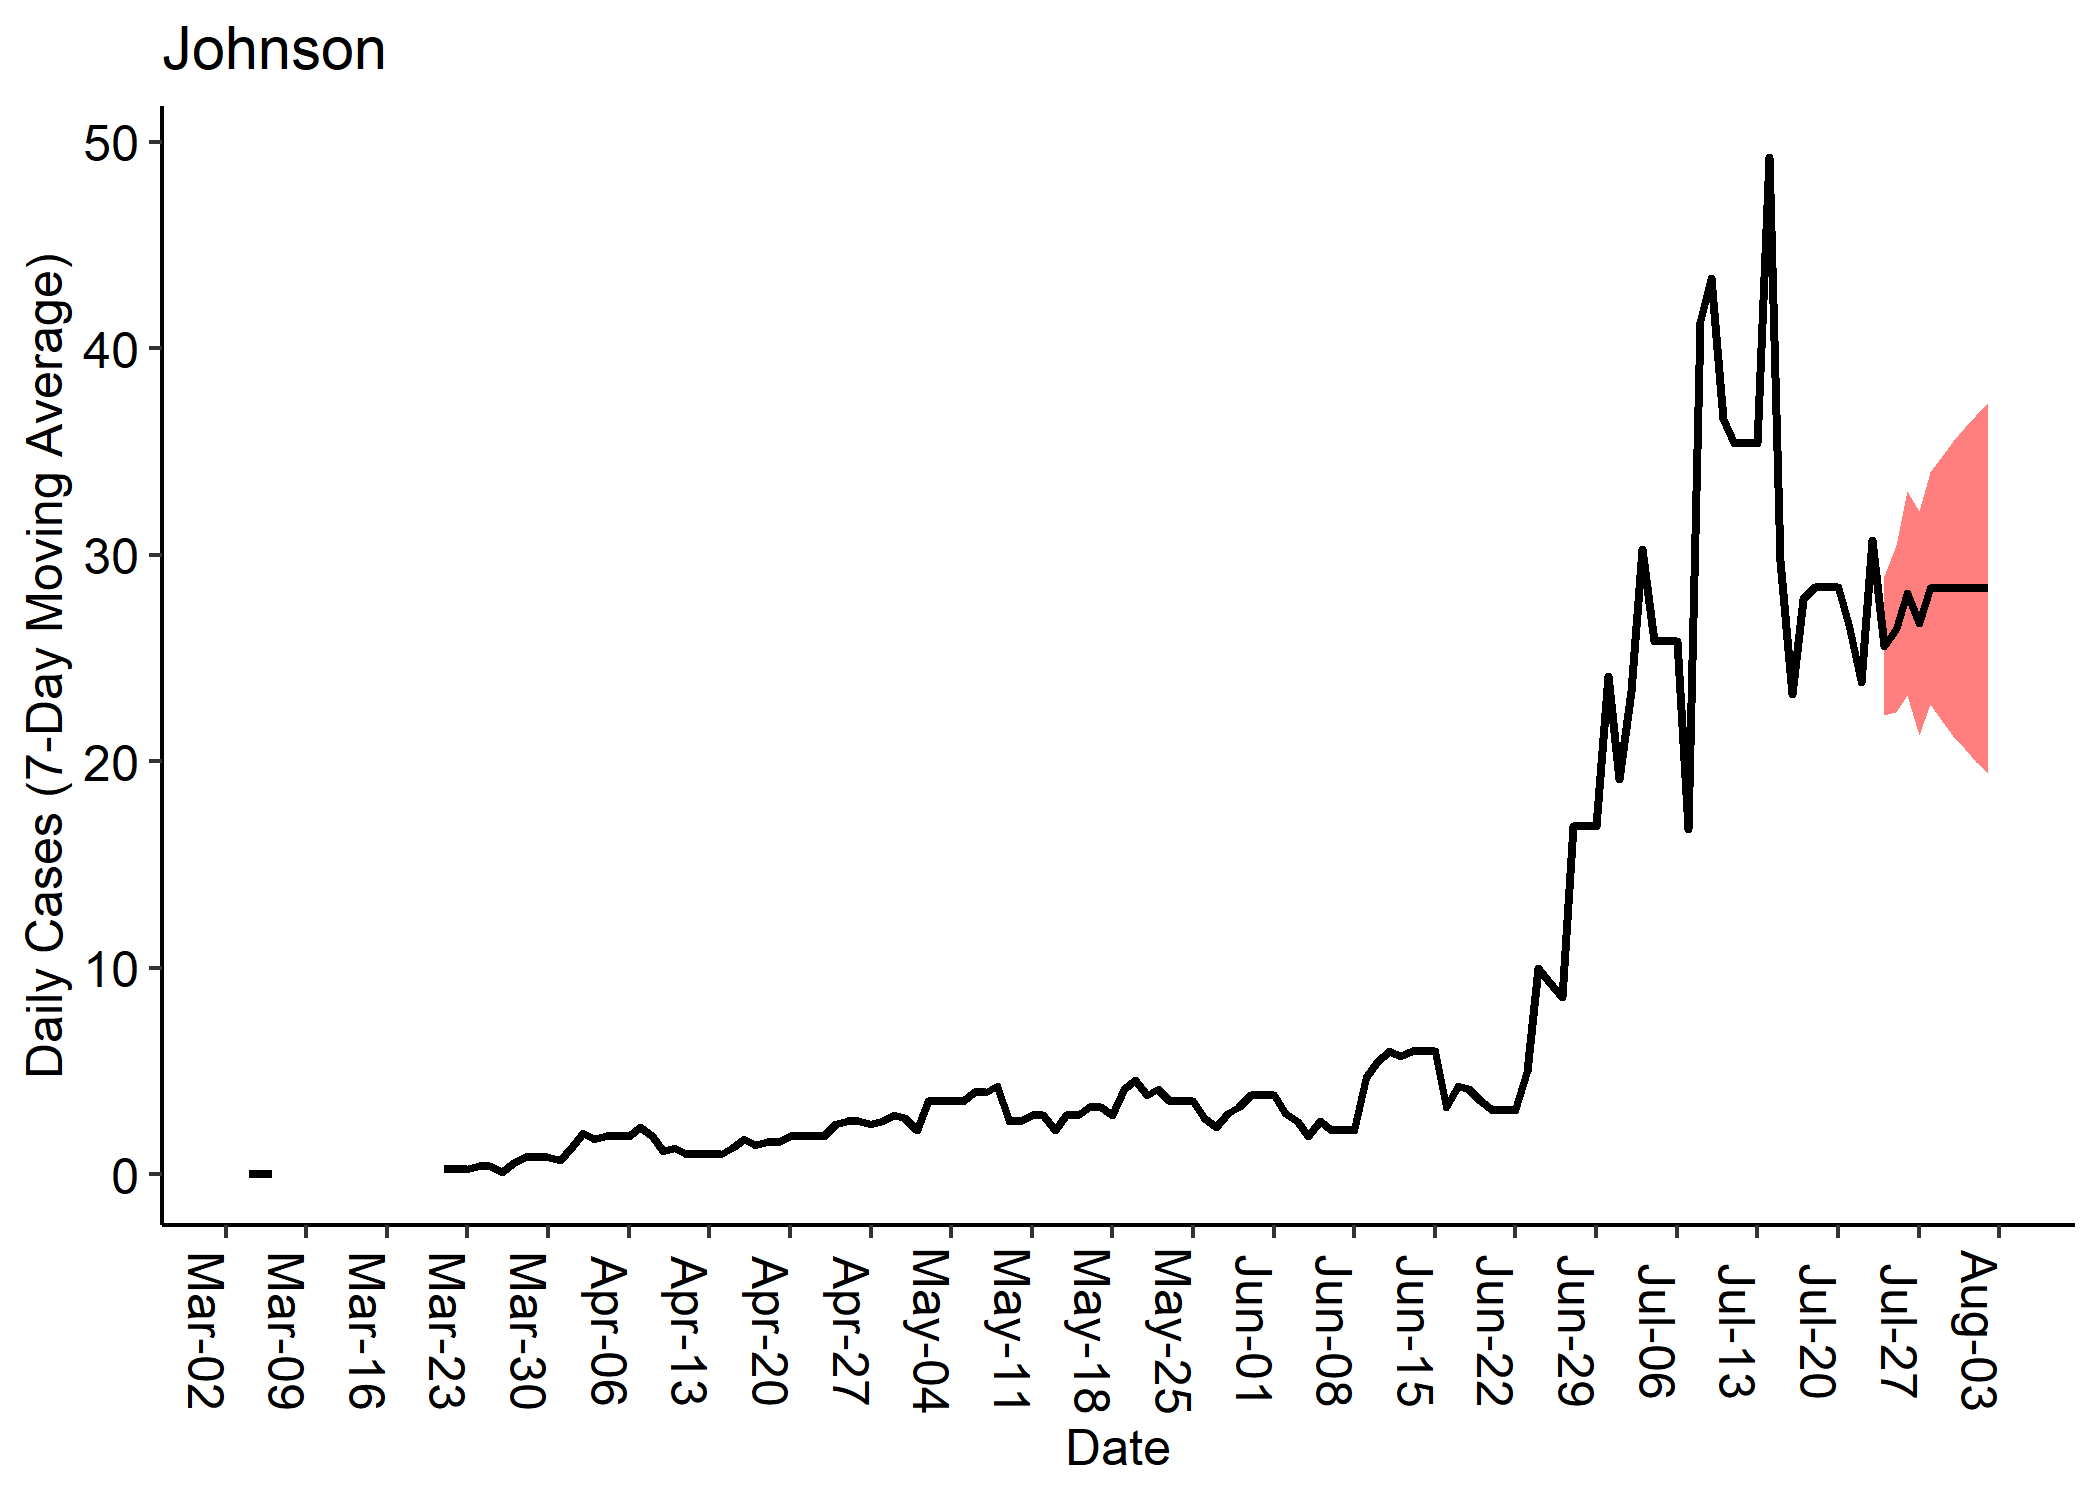 Johnson
Daily Cases (7-Day Moving Average)
50
40
30
20
10
0
Mar-02
Mar-09
Mar-16
Mar-23
Mar-30
Apr-06
Apr-13
Apr-20
Apr-27
May-04
May-11
May-18
May-25
Jun-01
Jun-08
Jun-15
Jun-22
Jun-29
Jul-06
Jul-13
Jul-20
Jul-27
Aug-03
Date